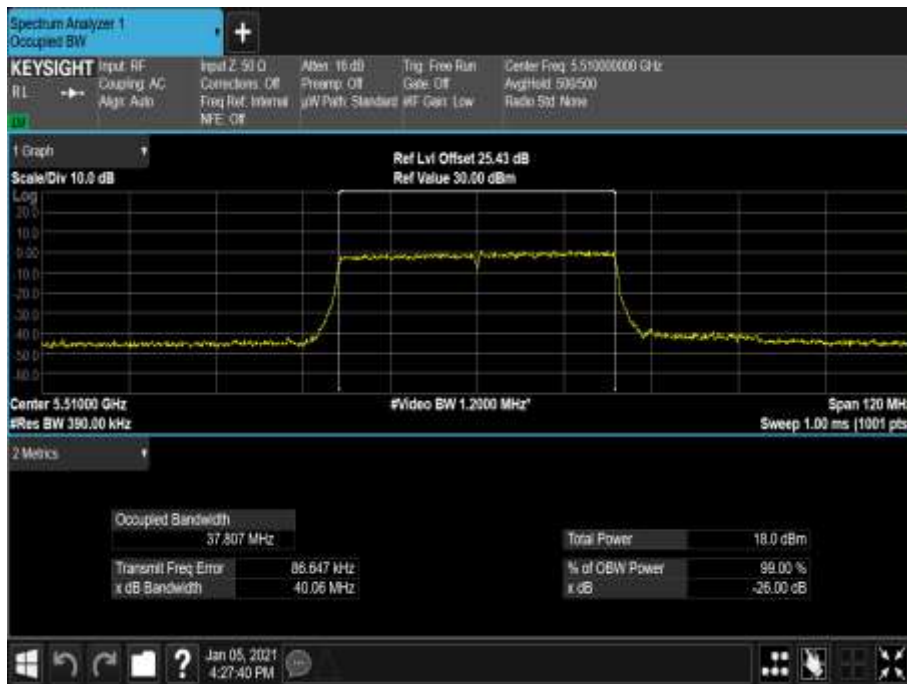 Spectrum Analyzer 1
Occupied BW
+
KEYSIGHT Input: RF Input Z: 50 Ω Atten: 16 dB Trig: Free Run Center Freq: 5.510000000 GHz
RL Coupling: AC Corrections: Off Preamp: Off Gate: Off Avg|Hold: 500/500
Align: Auto Freq Ref: Internal µW Path: Standard #IF Gain: Low Radio Std: None
NFE: Off
1 Graph
Ref Lvl Offset 25.43 dB
Scale/Div 10.0 dB Ref Value 30.00 dBm
Log
20.0
10.0
0.00
-10.0
-20.0
-30.0
-40.0
-50.0
-60.0
Center 5.51000 GHz #Video BW 1.2000 MHz* Span 120 MH
#Res BW 390.00 kHz Sweep 1.00 ms (1001 pts
2 Metrics
Occupied Bandwidth
37.807 MHz Total Power 18.0 dBm
Transmit Freq Error 86.647 kHz % of OBW Power 99.00 %
x dB Bandwidth 40.06 MHz x dB -26.00 dB
? Jan 05, 2021
4:27:40 PM